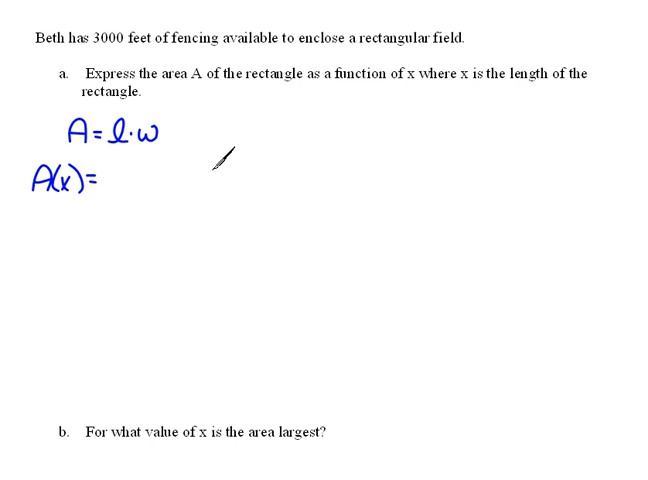 Beth has 3000 feet of fencing available to enclose a rectangular field.
a. Express the area A of the rectangle as a function of x where x is the length of the
rectangle.
A = l·w
A(x) =
b. For what value of x is the area largest?